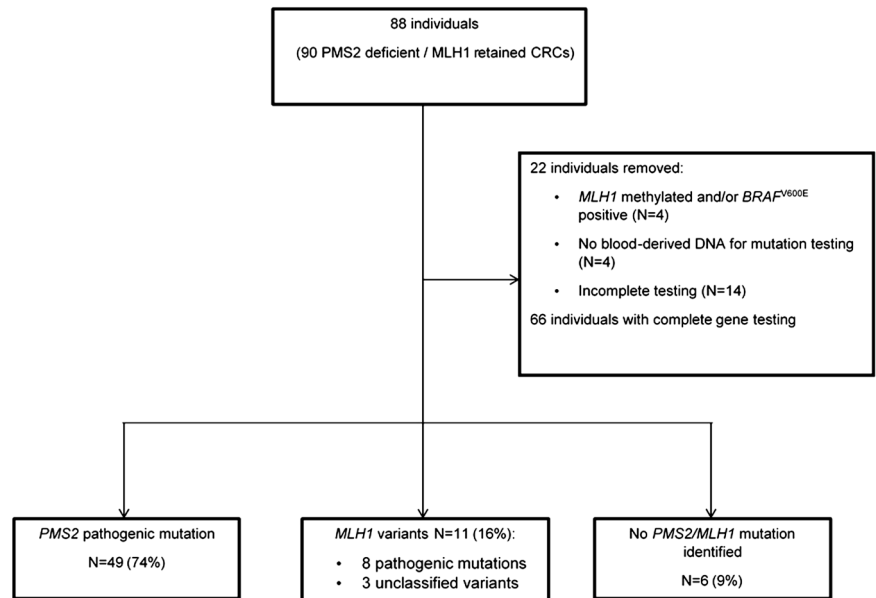 88 individuals
(90 PMS2 deficient / MLH1 retained CRCs)
22 individuals removed:
• MLH1 methylated and/or BRAFV600E
positive (N=4)
• No blood-derived DNA for mutation testing
(N=4)
• Incomplete testing (N=14)
66 individuals with complete gene testing
PMS2 pathogenic mutation
N=49 (74%)
MLH1 variants N=11 (16%):
• 8 pathogenic mutations
• 3 unclassified variants
No PMS2/MLH1 mutation
identified
N=6 (9%)